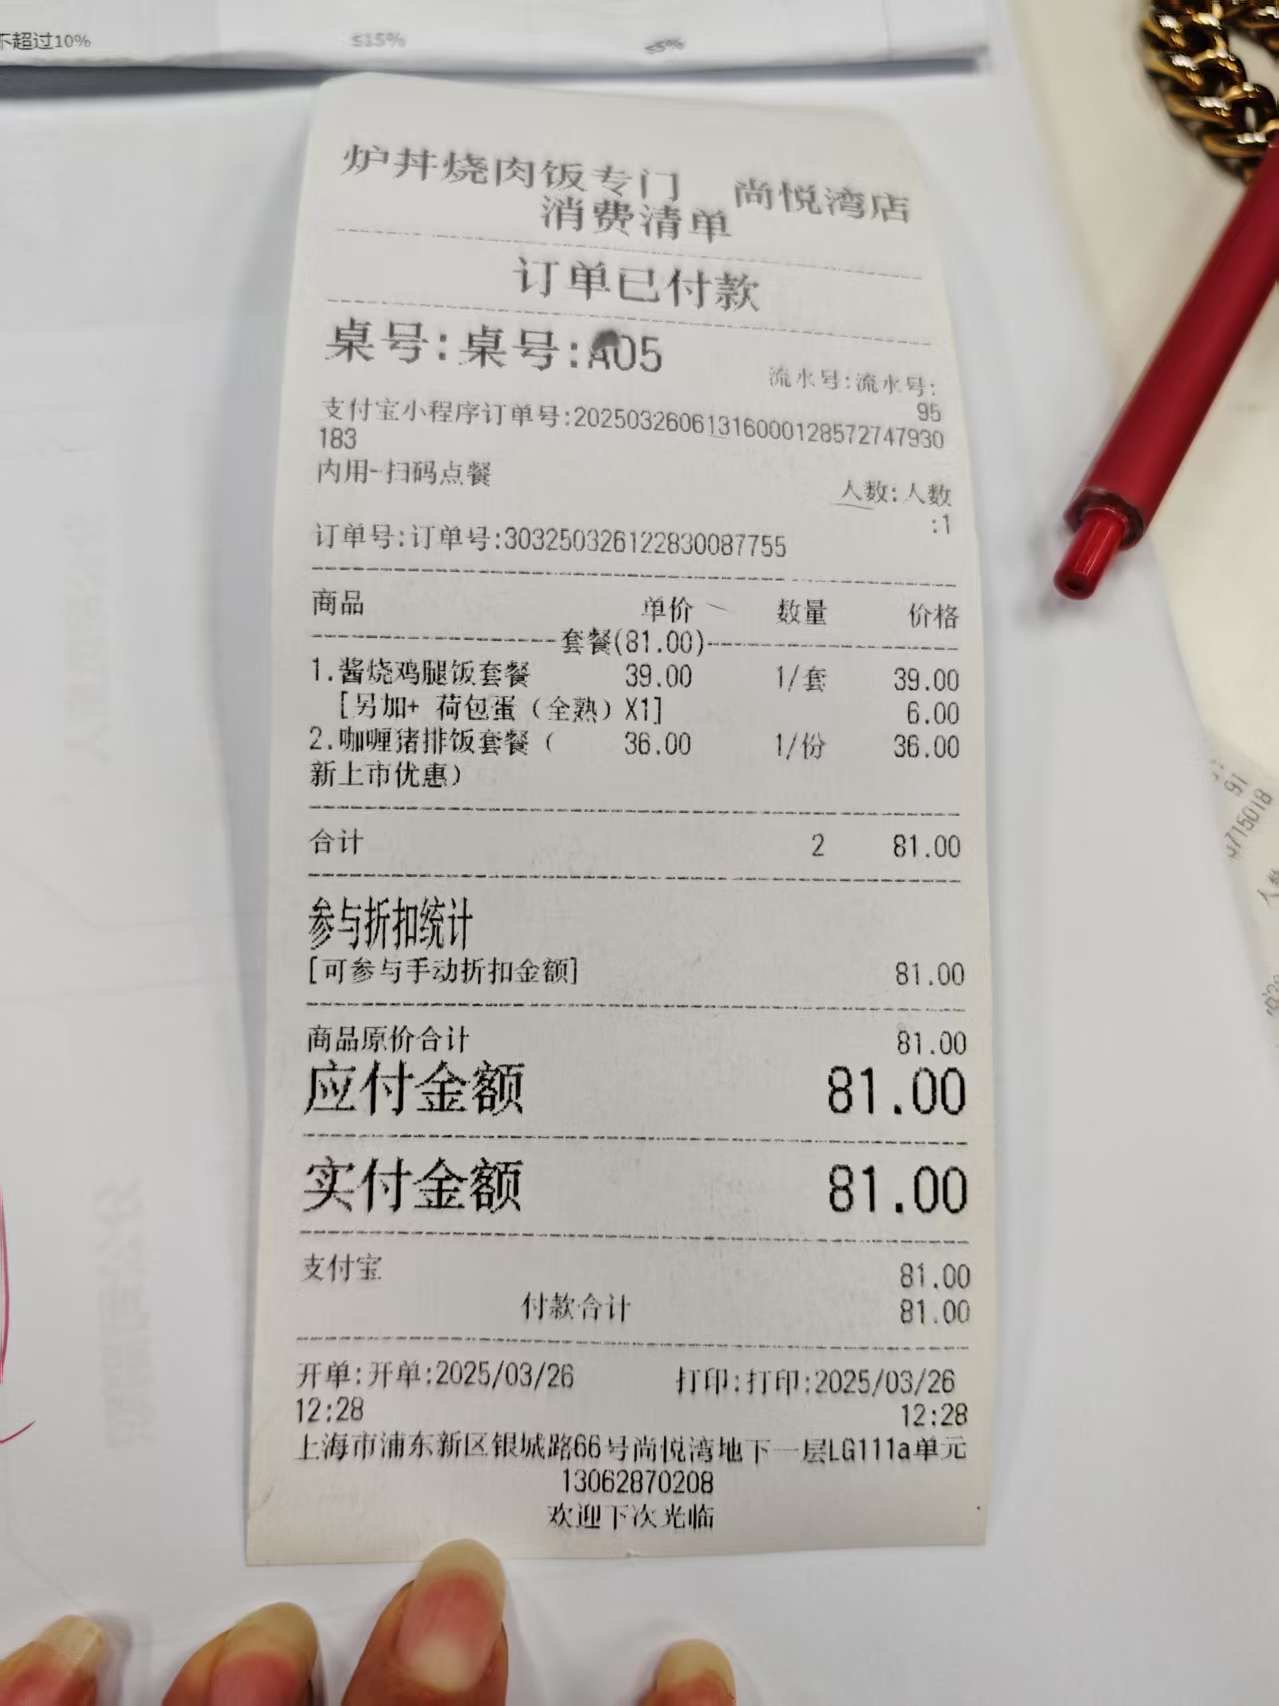 不超过10%
≤15%
≤5%
炉丼烧肉饭专门 尚悦湾店
消费清单
订单已付款
桌号:桌号:A05
流水号:流水号:
95
支付宝小程序订单号:202503260613160000128572747930
183
内用-扫码点餐
人数:人数
:1
订单号:订单号:303250326122830087755
商品 单价 数量 价格
套餐(81.00)
1.酱烧鸡腿饭套餐 39.00 1/套 39.00
[另加+ 荷包蛋（全熟）X1] 6.00
2.咖喱猪排饭套餐（ 36.00 1/份 36.00
新上市优惠）
合计 2 81.00
参与折扣统计
[可参与手动折扣金额] 81.00
商品原价合计 81.00
应付金额 81.00
实付金额 81.00
支付宝 81.00
付款合计 81.00
开单:开单:2025/03/26 打印:打印:2025/03/26
12:28 12:28
上海市浦东新区银城路66号尚悦湾地下一层LG111a单元
13062870208
欢迎下次光临
91